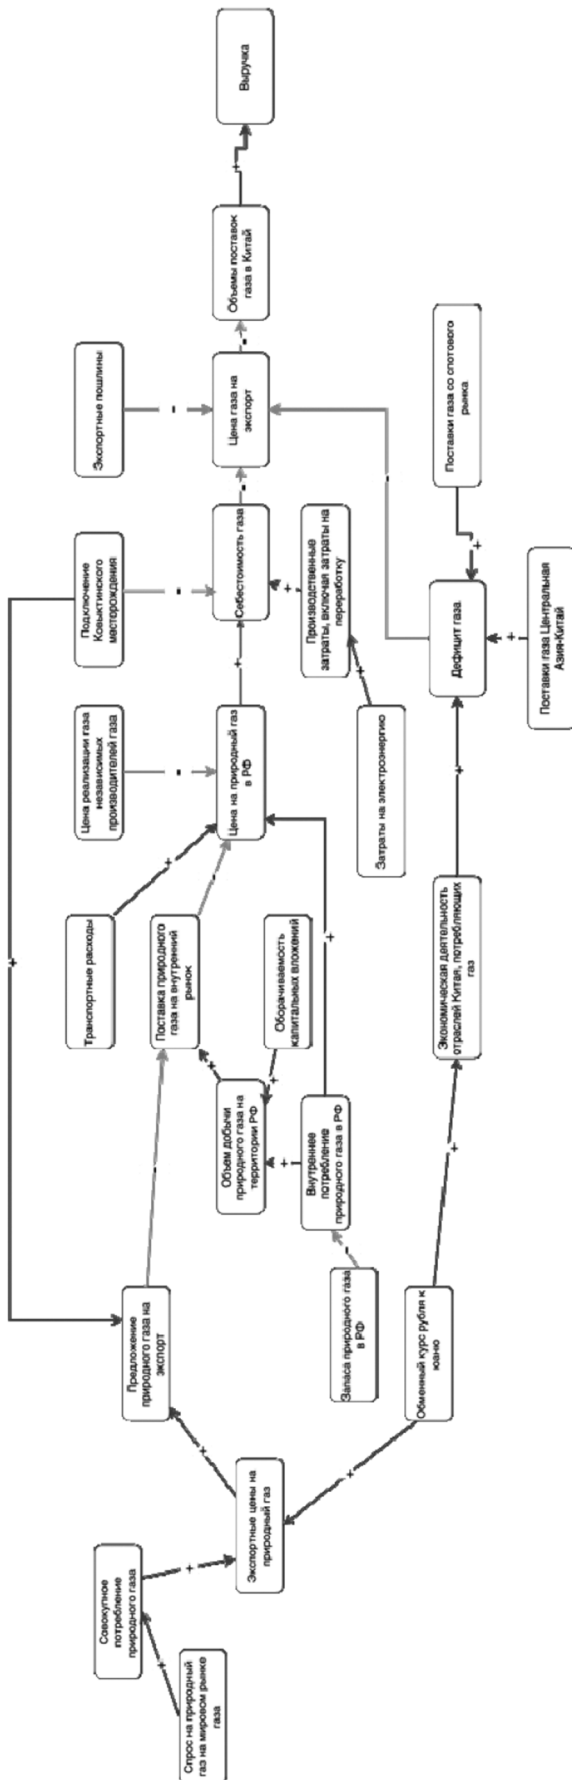 Спрос на природный
газ на мировом рынке
газа
Совокупное
потребление
природного газа
+
+
Экспортные цены на
природный газ
+
+
Предложение
природного газа на
экспорт
Обменный курс рубля к
юаню
+
-
+
Запаса природного газа
в РФ
-
Внутреннее
потребление
природного газа в РФ
+
+
Объем добычи
природного газа на
территории РФ
+
Оборачиваемость
капитальных вложений
+
Поставка природного
газа на внутренний
рынок
-
Транспортные расходы
+
Экономическая деятельность
отраслей Китая, потребляющих
газ
+
Цена реализации газа
независимых
производителей газа
-
Цена на природный газ
в РФ
+
Затраты на электроэнергию
+
Подключение
Ковыктинского
месторождения
-
Себестоимость газа
-
+
Производственные
затраты, включая затраты на
переработку
Дефицит газа
-
+
Поставки газа Центральная
Азия-Китай
+
Поставки газа со спотового
рынка
Экспортные пошлины
-
Цена газа на
экспорт
-
Объемы поставок
газа в Китай
+
Выручка